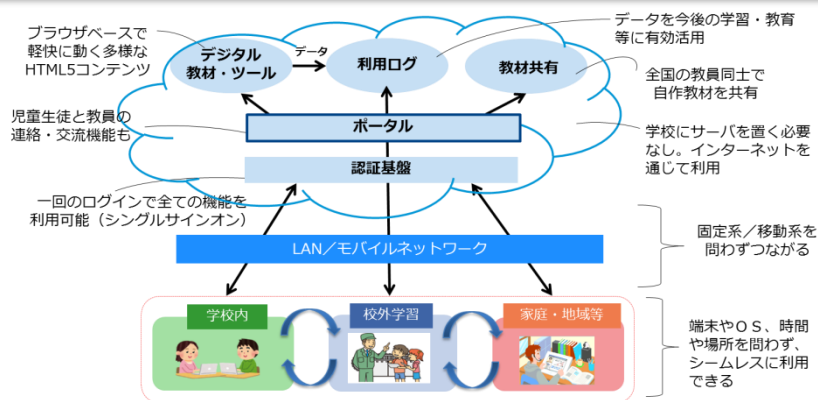 ブラウザベースで
軽快に動く多様な
HTML5コンテンツ
デジタル
教材・ツール
データ
利用ログ
教材共有
データを今後の学習・教育
等に有効活用
全国の教員同士で
自作教材を共有
児童生徒と教員の
連絡・交流機能も
ポータル
学校にサーバを置く必要
なし。インターネットを
通じて利用
認証基盤
一回のログインで全ての機能を
利用可能（シングルサインオン）
LAN／モバイルネットワーク
固定系／移動系を
問わずつながる
学校内
校外学習
家庭・地域等
端末やＯＳ、時間
や場所を問わず、
シームレスに利用
できる